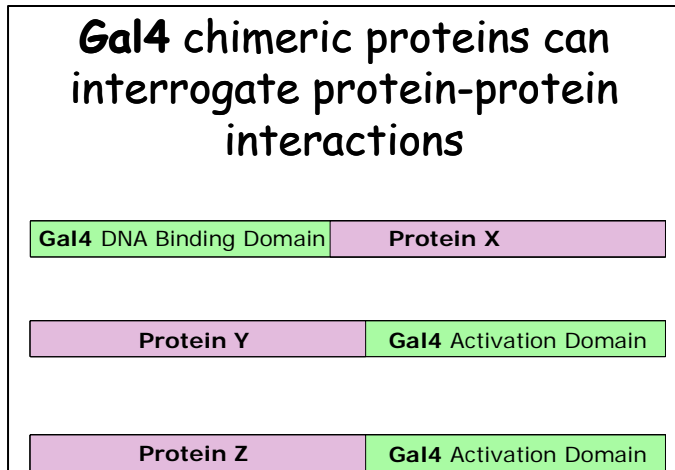 Gal4 chimeric proteins can
interrogate protein-protein
interactions
Gal4 DNA Binding Domain Protein X
Protein Y Gal4 Activation Domain
Protein Z Gal4 Activation Domain